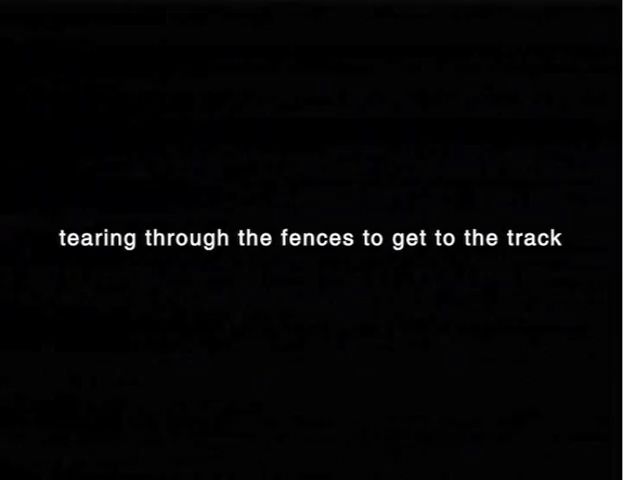 tearing through the fences to get to the track